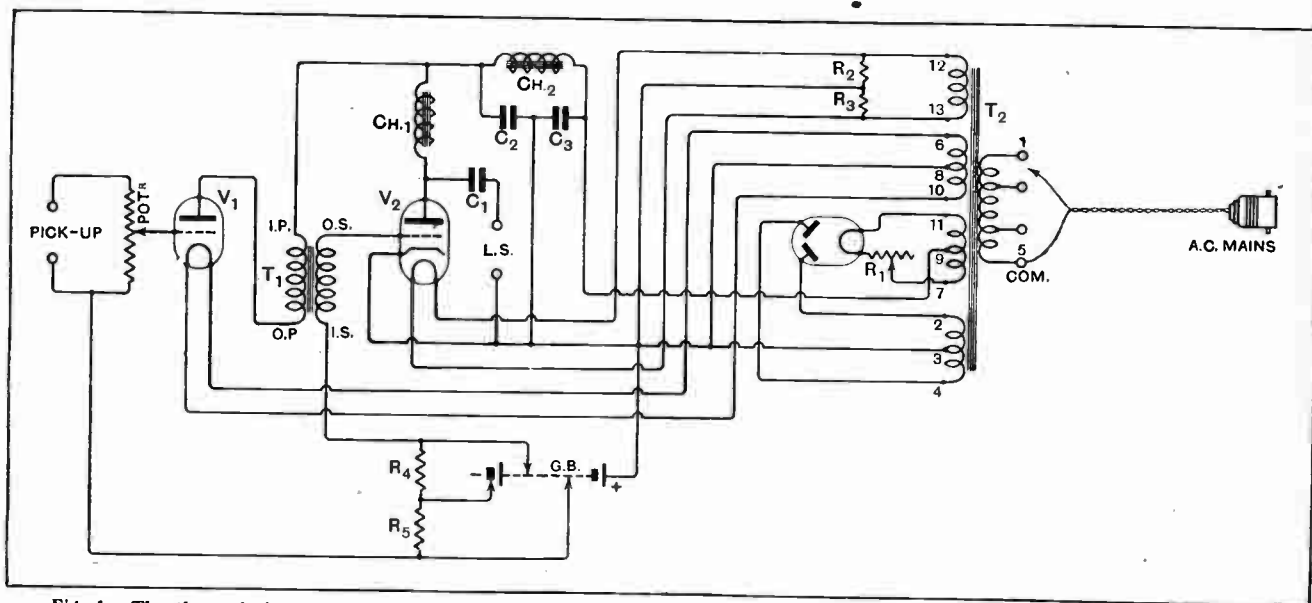 CH.2
CH.1
C2
C3
R2
R3
12
13
T2
6
8
10
1
PICK-UP
POTR
V1
V2
C1
L.S.
I.P.
O.S.
T1
O.P
I.S.
11
9
7
R1
5
COM.
A.C. MAINS
2
3
4
R4
R5
-
G.B.
+